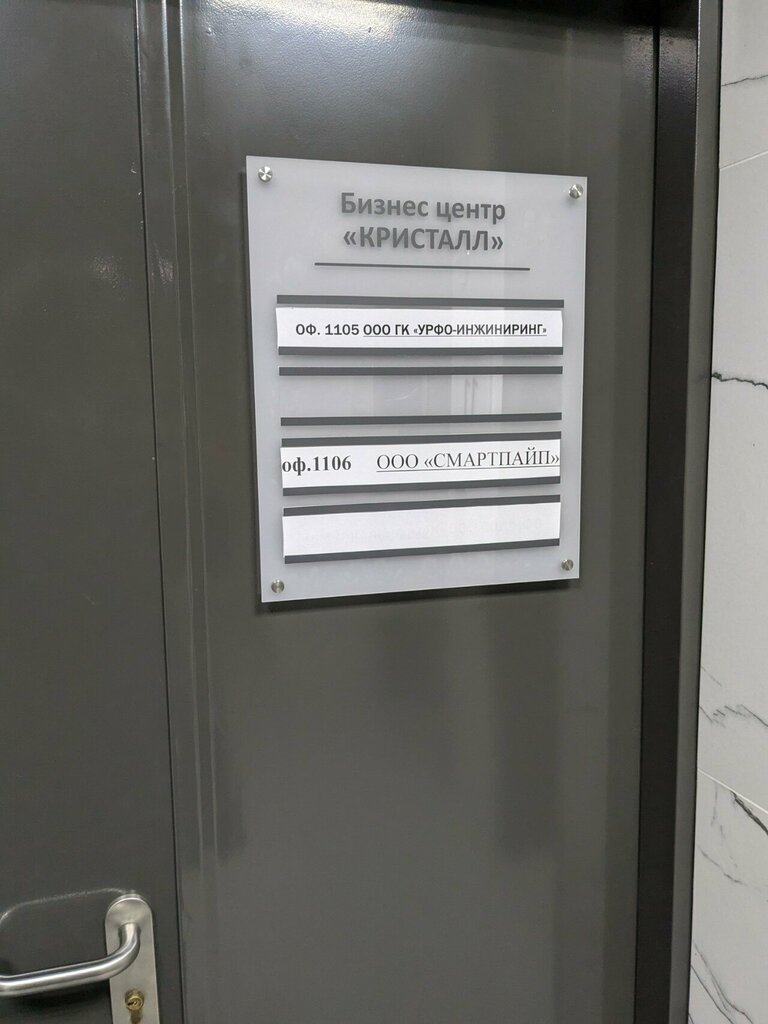 Бизнес центр
«КРИСТАЛЛ»
ОФ. 1105 ООО ГК «УРФО-ИНЖИНИРИНГ»
оф.1106 ООО «СМАРТПАЙП»